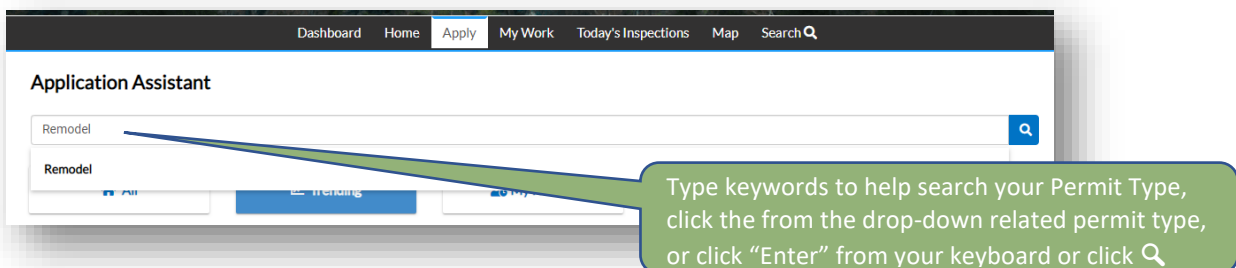 Dashboard Home Apply My Work Today's Inspections Map Search
Application Assistant
Remodel
Remodel
All Trending My
Type keywords to help search your Permit Type,
click the from the drop-down related permit type,
or click “Enter” from your keyboard or click